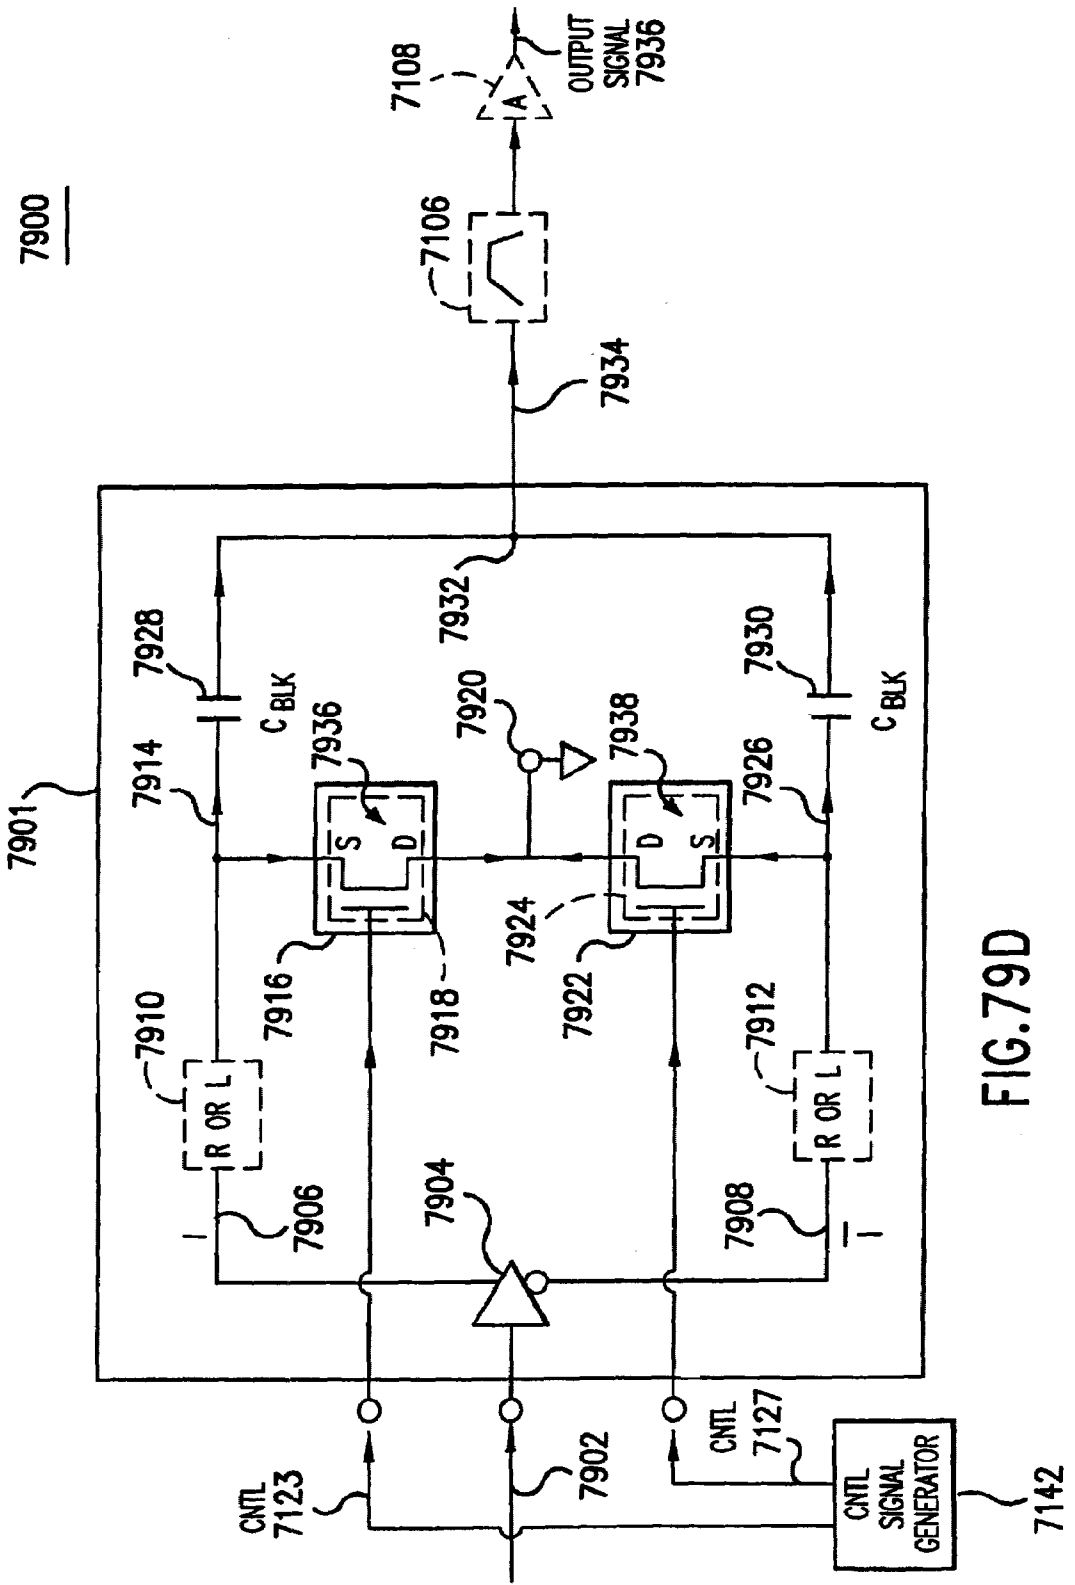 7900
7901
7914
7928
C BLK
7910
R OR L
7906
I
7916
7918
S
D
7936
7932
7920
7904
7924
7922
D
S
7938
7930
C BLK
7926
7912
R OR L
7908
I
7934
7106
7108
A
OUTPUT
SIGNAL
7936
CNTL
7123
7902
CNTL
7127
CNTL
SIGNAL
GENERATOR
7142
FIG.79D